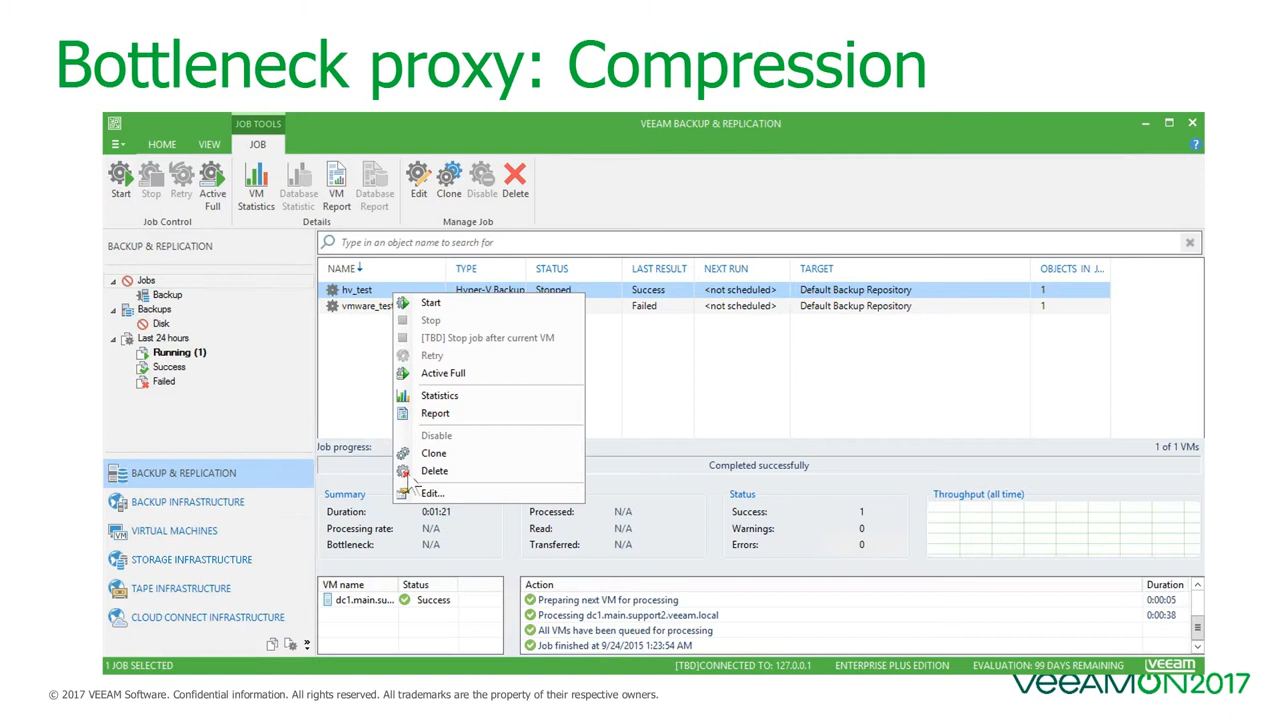 Bottleneck proxy: Compression
JOB TOOLS
VEEAM BACKUP & REPLICATION
HOME VIEW JOB
Start Stop Retry Active Full
VM Statistics Database Statistic VM Report Database Report
Edit Clone Disable Delete
Job Control Details Manage Job
BACKUP & REPLICATION
Type in an object name to search for
Jobs
Backup
Backups
Disk
Last 24 hours
Running (1)
Success
Failed
NAME TYPE STATUS LAST RESULT NEXT RUN TARGET OBJECTS IN J...
hv_test Hyper-V Backup Stopped Success <not scheduled> Default Backup Repository 1
vmware_test Failed <not scheduled> Default Backup Repository 1
Start
Stop
[TBD] Stop job after current VM
Retry
Active Full
Statistics
Report
Disable
Clone
Delete
Edit...
Job progress: 1 of 1 VMs
Completed successfully
BACKUP & REPLICATION
BACKUP INFRASTRUCTURE
VIRTUAL MACHINES
STORAGE INFRASTRUCTURE
TAPE INFRASTRUCTURE
CLOUD CONNECT INFRASTRUCTURE
Summary Status Throughput (all time)
Duration: 0:01:21 Processed: N/A Success: 1
Processing rate: N/A Read: N/A Warnings: 0
Bottleneck: N/A Transferred: N/A Errors: 0
VM name Status
dc1.main.su... Success
Action Duration
Preparing next VM for processing 0:00:05
Processing dc1.main.support2.veeam.local 0:00:38
All VMs have been queued for processing
Job finished at 9/24/2015 1:23:54 AM
1 JOB SELECTED [TBD]CONNECTED TO: 127.0.0.1 ENTERPRISE PLUS EDITION EVALUATION: 99 DAYS REMAINING VEEAM
© 2017 VEEAM Software. Confidential information. All rights reserved. All trademarks are the property of their respective owners.
VEEAMON2017